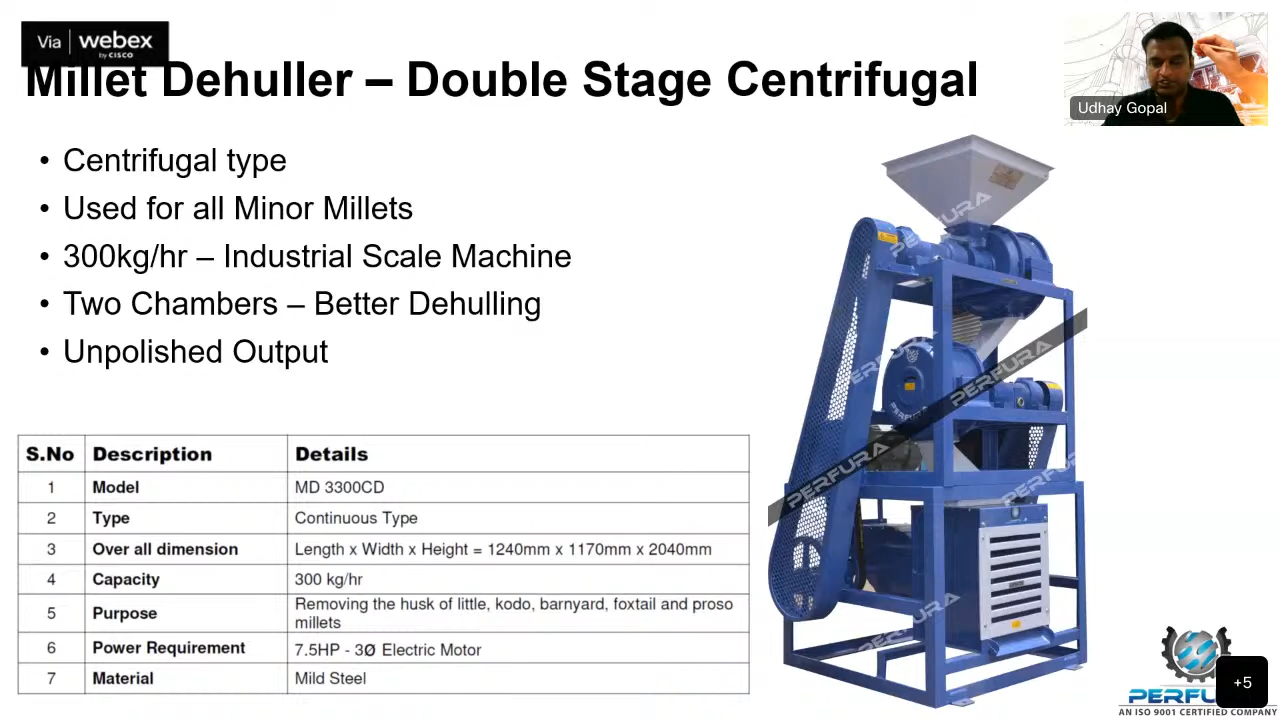 Via | webex
by CISCO
Millet Dehuller – Double Stage Centrifugal
Udhay Gopal
• Centrifugal type
• Used for all Minor Millets
• 300kg/hr – Industrial Scale Machine
• Two Chambers – Better Dehulling
• Unpolished Output
PERFURA
PERFURA
PERFURA
PERFURA
PERFURA
S.No Description Details
1 Model MD 3300CD
2 Type Continuous Type
3 Over all dimension Length x Width x Height = 1240mm x 1170mm x 2040mm
4 Capacity 300 kg/hr
5 Purpose Removing the husk of little, kodo, barnyard, foxtail and proso
millets
6 Power Requirement 7.5HP - 3Ø Electric Motor
7 Material Mild Steel
+5
AN ISO 9001 CERTIFIED COMPANY